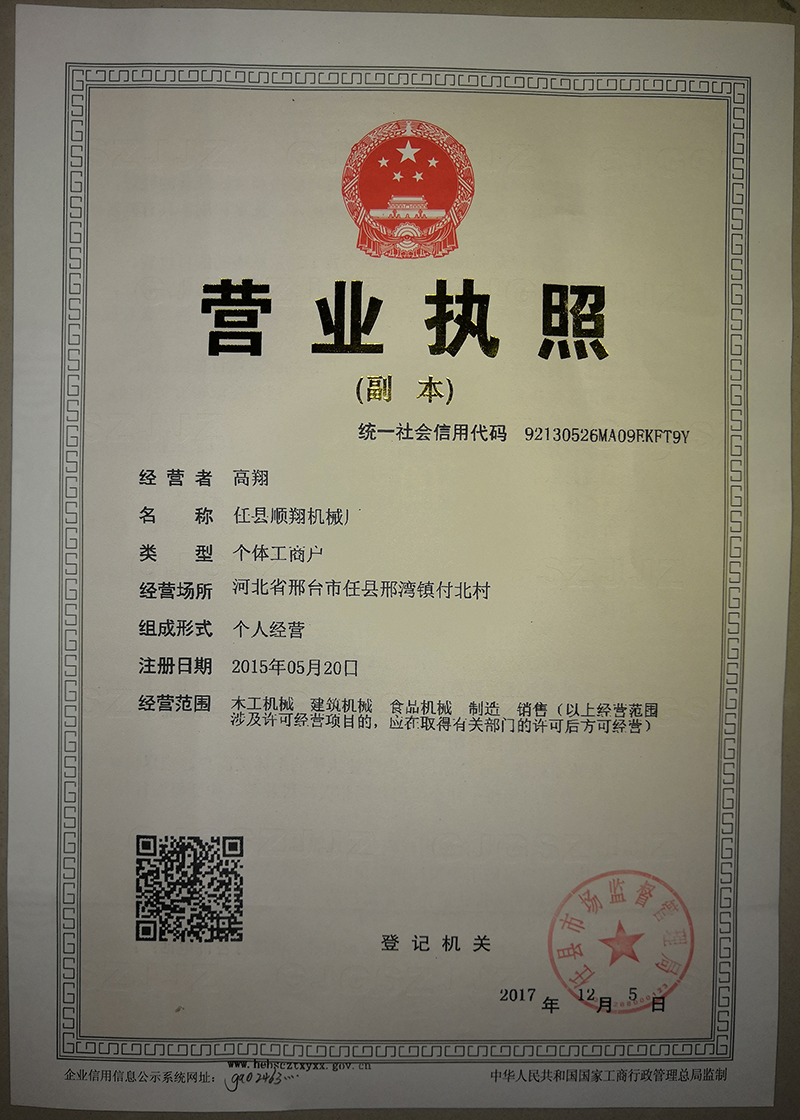 营业执照
(副 本)
统一社会信用代码 92130526MA09EKFT9Y
经营者 高翔
名称 任县顺翔机械厂
类型 个体工商户
经营场所 河北省邢台市任县邢湾镇付北村
组成形式 个人经营
注册日期 2015年05月20日
经营范围 木工机械 建筑机械 食品机械 制造 销售（以上经营范围
涉及许可经营项目的，应在取得有关部门的许可后方可经营）
任县市场监督管理局
登记机关
2017 年 12 月 5 日
www.hebscztxyxx.gov.cn
企业信用信息公示系统网址：
中华人民共和国国家工商行政管理总局监制